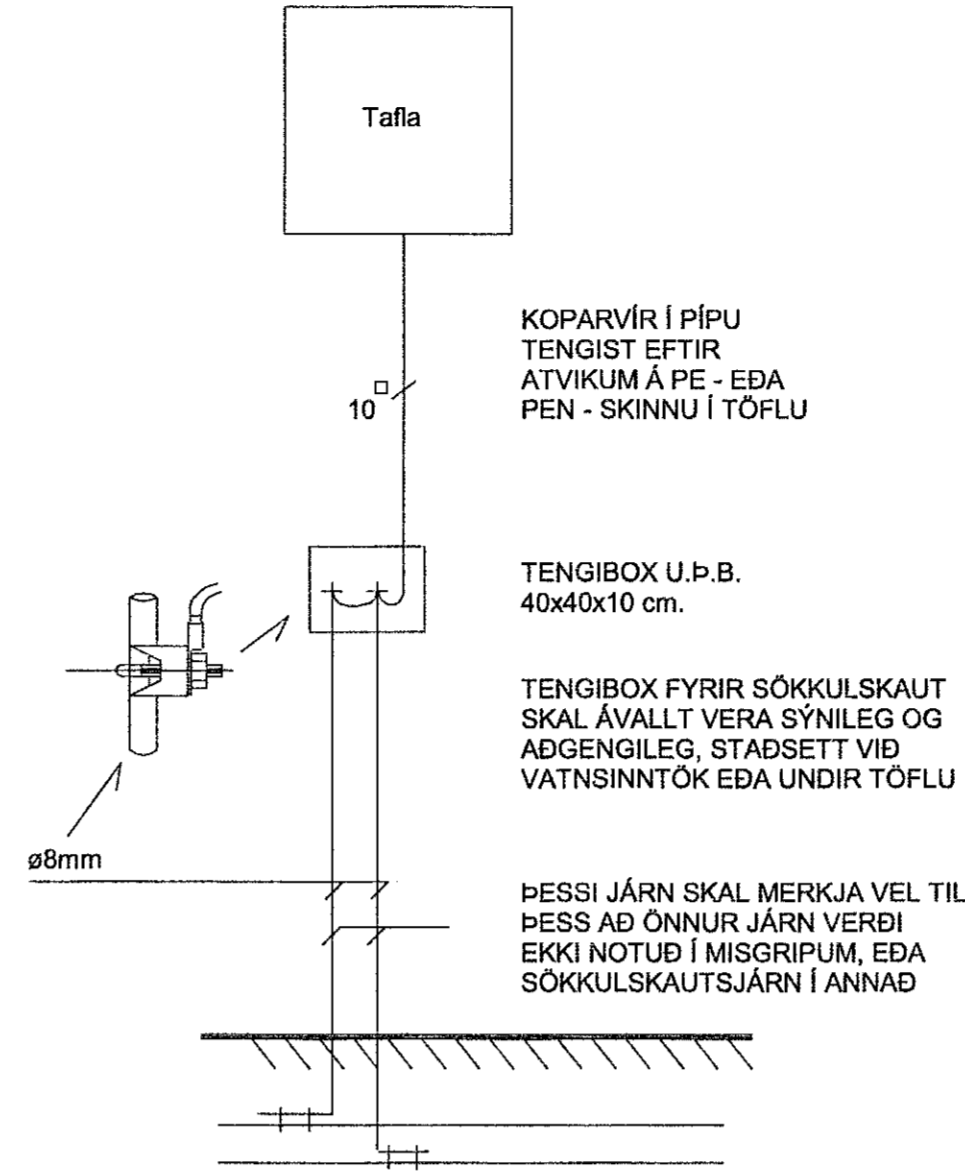 Tafla
KOPARVÍR Í PÍPU
TENGIST EFTIR
ATVIKUM Á PE - EÐA
PEN - SKINNU Í TÖFLU
10
TENGIBOX U.Þ.B.
40x40x10 cm.
TENGIBOX FYRIR SÖKKULSKAUT
SKAL ÁVALLT VERA SÝNILEG OG
AÐGENGILEG, STAÐSETT VIÐ
VATNSINNTÖK EÐA UNDIR TÖFLU
ø8mm
ÞESSI JÁRN SKAL MERKJA VEL TIL
ÞESS AÐ ÖNNUR JÁRN VERÐI
EKKI NOTUÐ Í MISGRIPUM, EÐA
SÖKKULSKAUTSJÁRN Í ANNAÐ